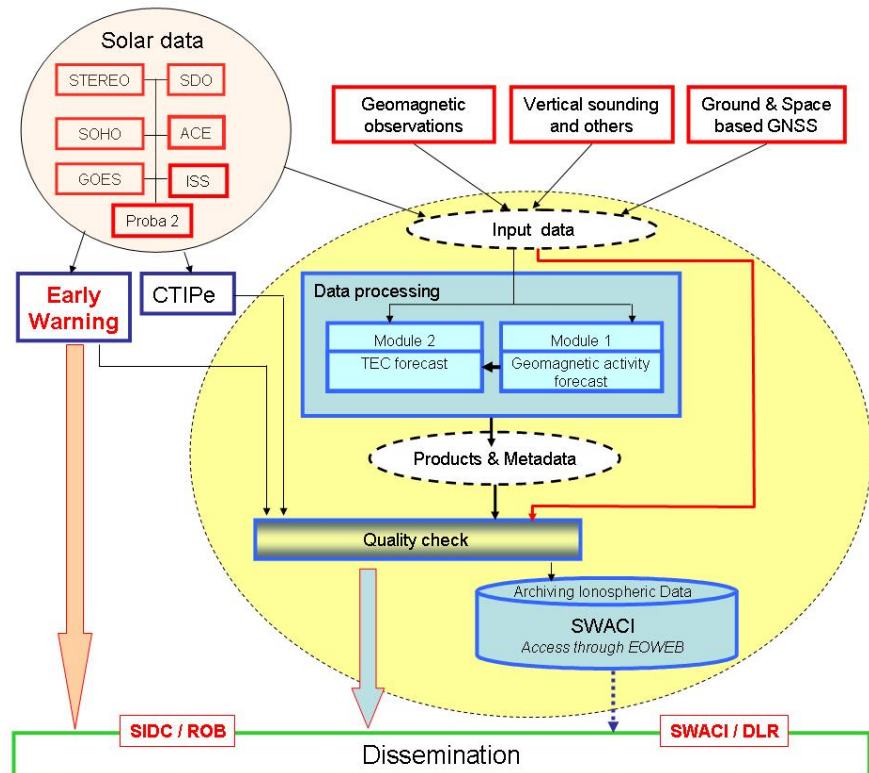 Solar data
STEREO
SDO
SOHO
ACE
GOES
ISS
Proba 2
Geomagnetic
observations
Vertical sounding
and others
Ground & Space
based GNSS
Input data
Early
Warning
CTIPe
Data processing
Module 2
TEC forecast
Module 1
Geomagnetic activity
forecast
Products & Metadata
Quality check
Archiving Ionospheric Data
SWACI
Access through EOWEB
SIDC / ROB
SWACI / DLR
Dissemination